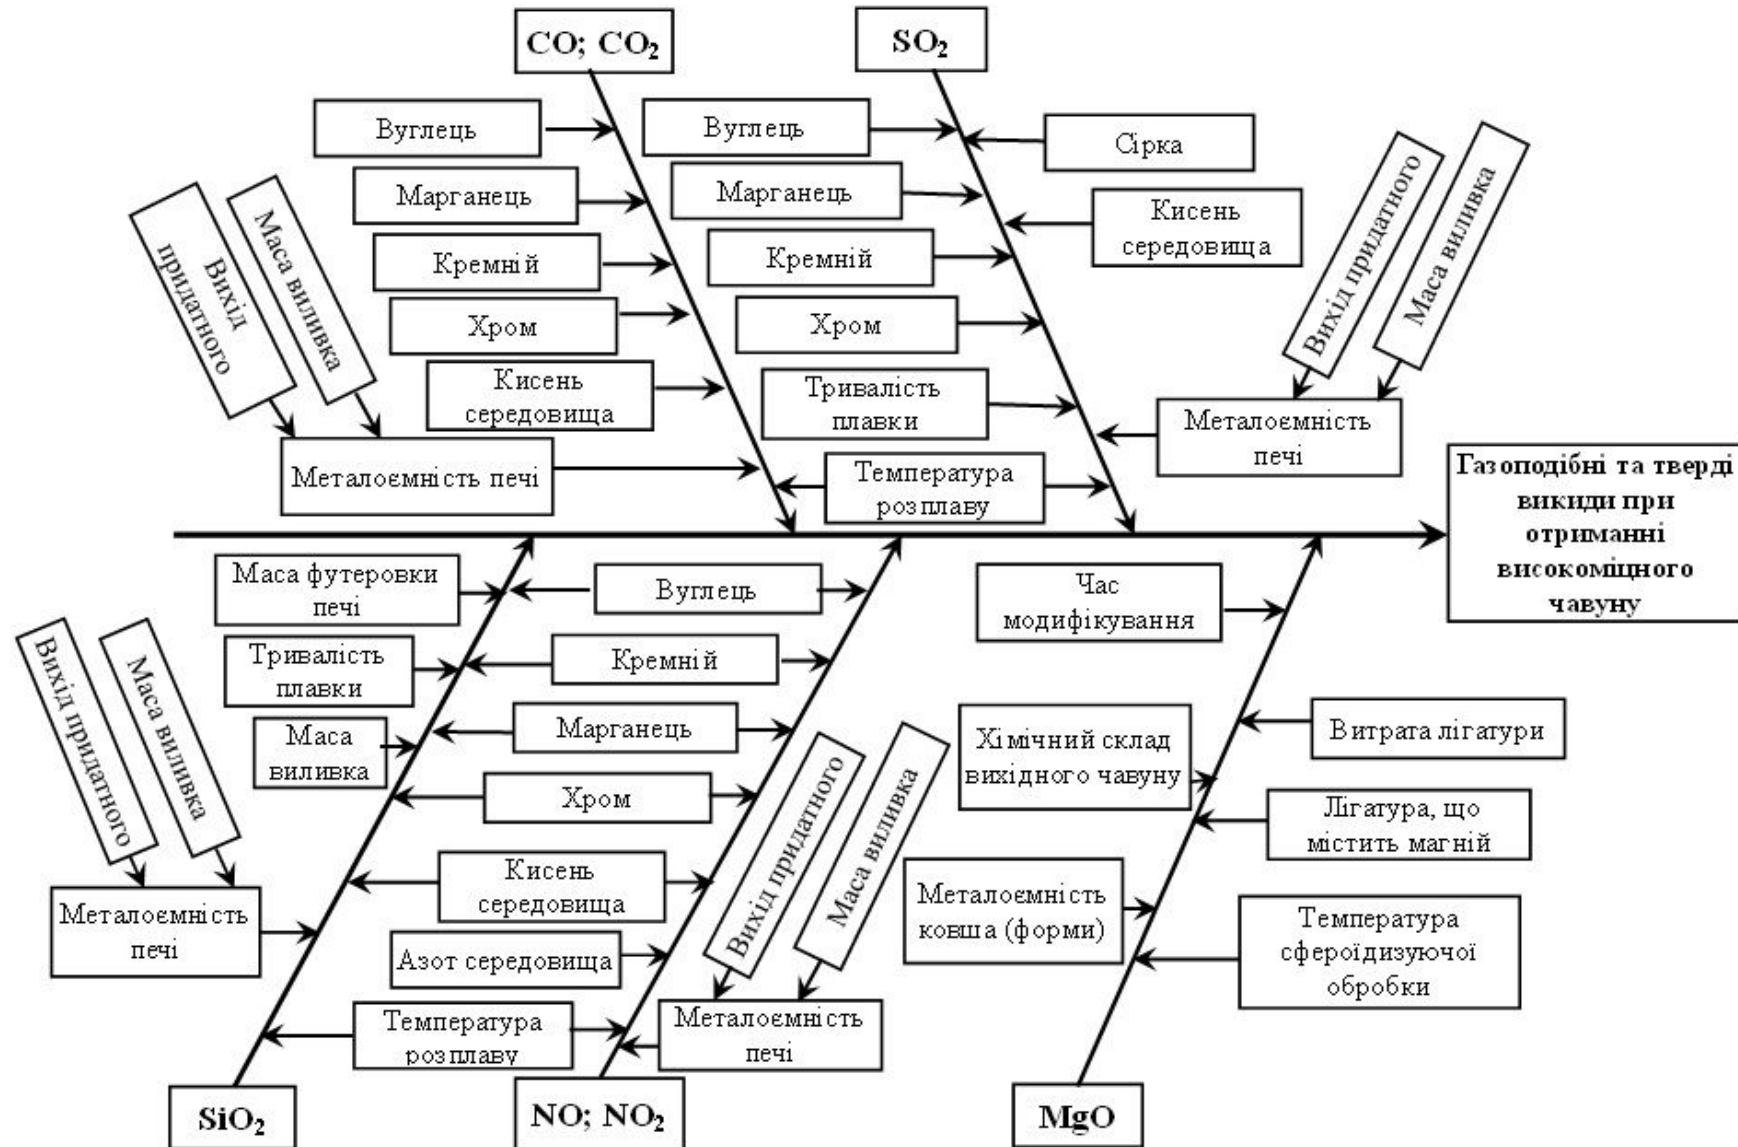 CO; CO₂
SO₂
Вуглець
Марганець
Кремній
Хром
Кисень
середовища
Вихід
придатного
Маса виливка
Металоємність печі
Вуглець
Марганець
Кремній
Хром
Тривалість
плавки
Температура
розплаву
Сірка
Кисень
середовища
Вихід придатного
Маса виливка
Металоємність
печі
Газоподібні та тверді
викиди при
отриманні
високоміцного
чавуну
Маса футеровки
печі
Тривалість
плавки
Маса
виливка
Вихід придатного
Маса виливка
Металоємність
печі
Вуглець
Кремній
Марганець
Хром
Кисень
середовища
Азот середовища
Температура
розплаву
Вихід придатного
Маса виливка
Металоємність
печі
Час
модифікування
Хімічний склад
вихідного чавуну
Металоємність
ковша (форми)
Витрата лігатури
Лігатура, що
містить магній
Температура
сфероїдизуючої
обробки
SiO₂
NO; NO₂
MgO